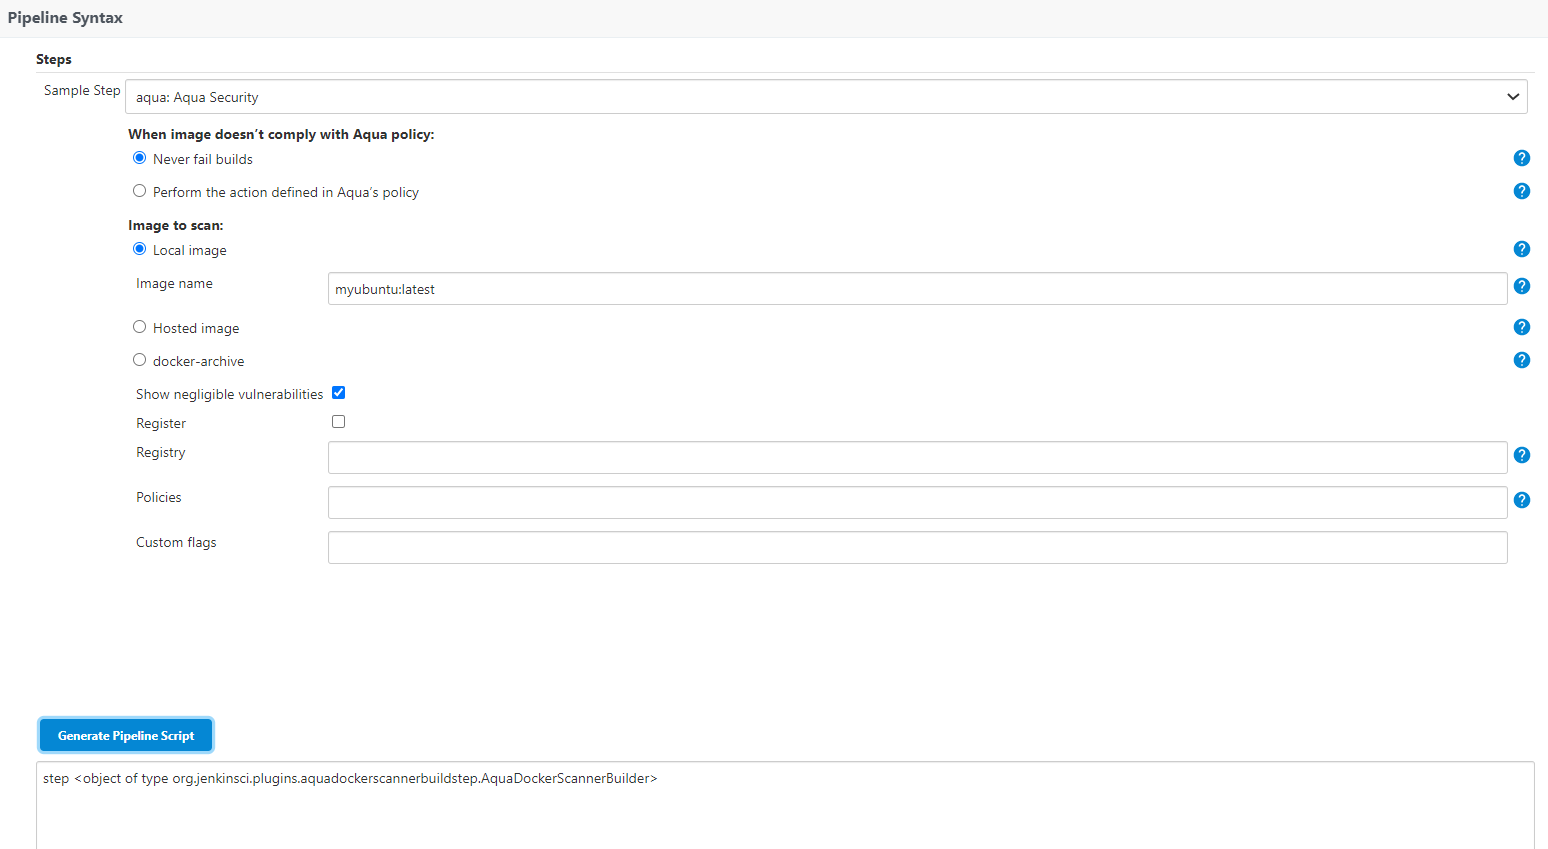 Pipeline Syntax
Steps
Sample Step
aqua: Aqua Security
When image doesn't comply with Aqua policy:
Never fail builds
?
Perform the action defined in Aqua's policy
?
Image to scan:
Local image
?
Image name
myubuntu:latest
?
Hosted image
?
docker-archive
?
Show negligible vulnerabilities
Register
Registry
?
Policies
?
Custom flags
Generate Pipeline Script
step <object of type org.jenkinsci.plugins.aquadockerscannerbuildstep.AquaDockerScannerBuilder>